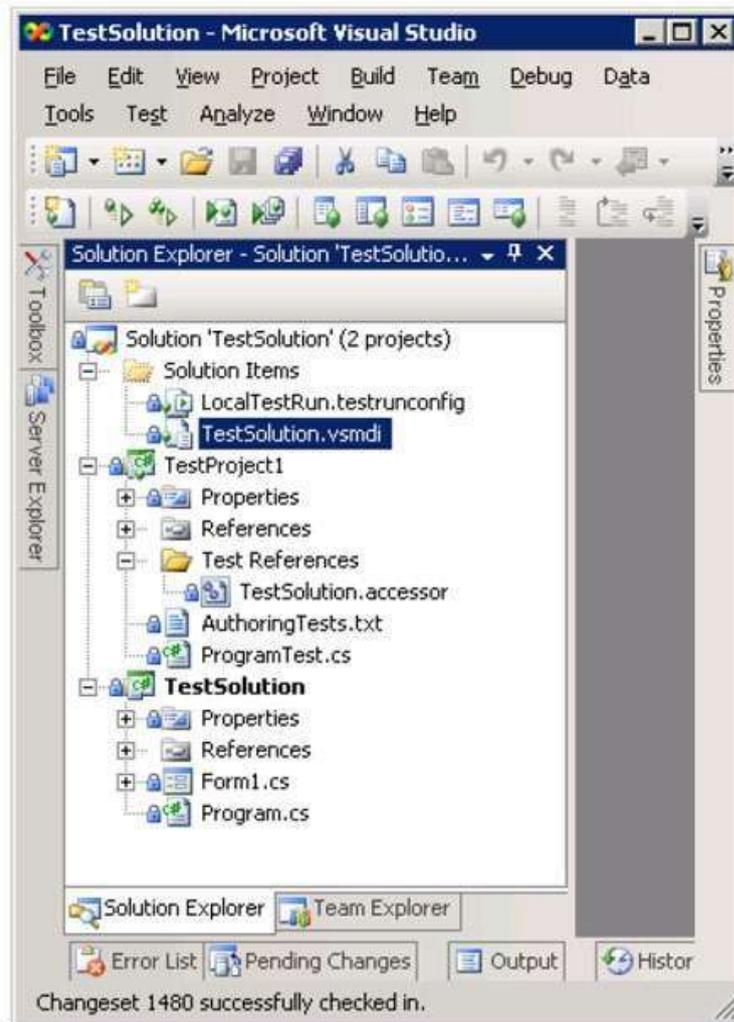 TestSolution - Microsoft Visual Studio
File Edit View Project Build Team Debug Data
Tools Test Analyze Window Help
Solution Explorer - Solution 'TestSolutio...
Toolbox
Server Explorer
Properties
Solution 'TestSolution' (2 projects)
Solution Items
LocalTestRun.testrunconfig
TestSolution.vsmdi
TestProject1
Properties
References
Test References
TestSolution.accessor
AuthoringTests.txt
ProgramTest.cs
TestSolution
Properties
References
Form1.cs
Program.cs
Solution Explorer Team Explorer
Error List Pending Changes Output Histor
Changeset 1480 successfully checked in.